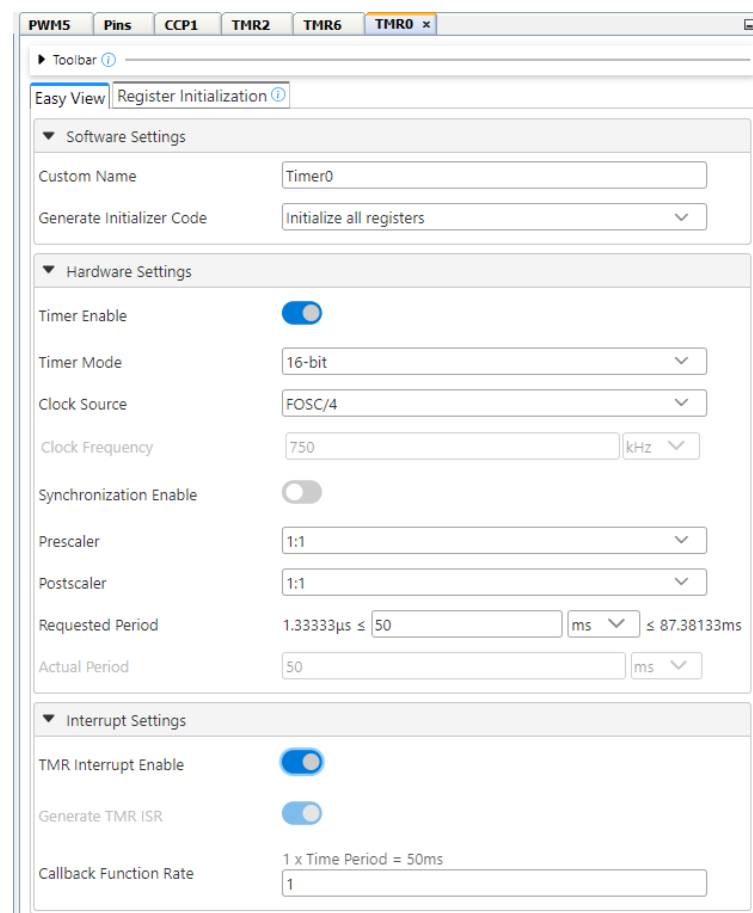 PWM5 Pins CCP1 TMR2 TMR6 TMR0 ×
Toolbar
Easy View Register Initialization
Software Settings
Custom Name Timer0
Generate Initializer Code Initialize all registers
Hardware Settings
Timer Enable
Timer Mode 16-bit
Clock Source FOSC/4
Clock Frequency 750 kHz
Synchronization Enable
Prescaler 1:1
Postscaler 1:1
Requested Period 1.33333µs ≤ 50 ms ≤ 87.38133ms
Actual Period 50 ms
Interrupt Settings
TMR Interrupt Enable
Generate TMR ISR
1 x Time Period = 50ms
Callback Function Rate 1